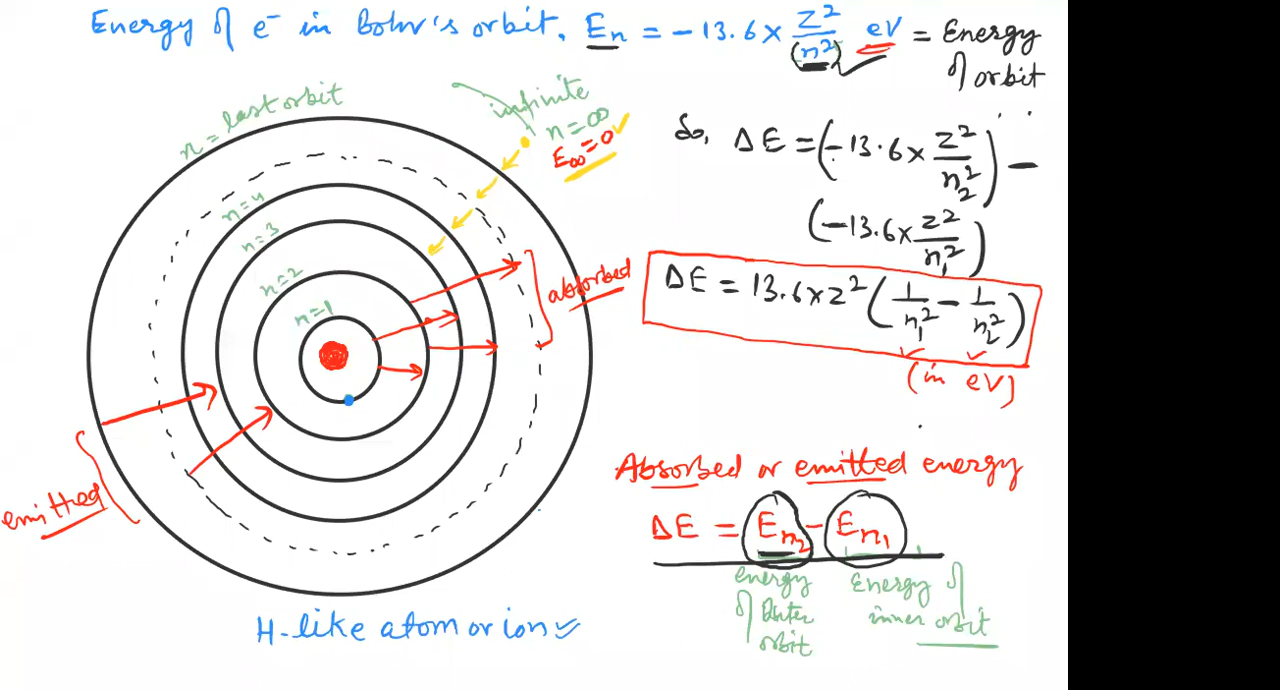 Energy of e⁻ in Bohr's orbit, En = -13.6 × Z²/(n²) eV = Energy of orbit
n = last orbit
infinite
n = ∞
E∞ = 0
n=4
n=3
n=2
n=1
absorbed
emitted
H-like atom or ion
So, ΔE = (-13.6 × Z²/n₂²) -
(-13.6 × Z²/n₁²)
ΔE = 13.6 × Z² (1/n₁² - 1/n₂²)
(in eV)
Absorbed or emitted energy
ΔE = En₂ - En₁
energy of outer orbit
Energy of inner orbit